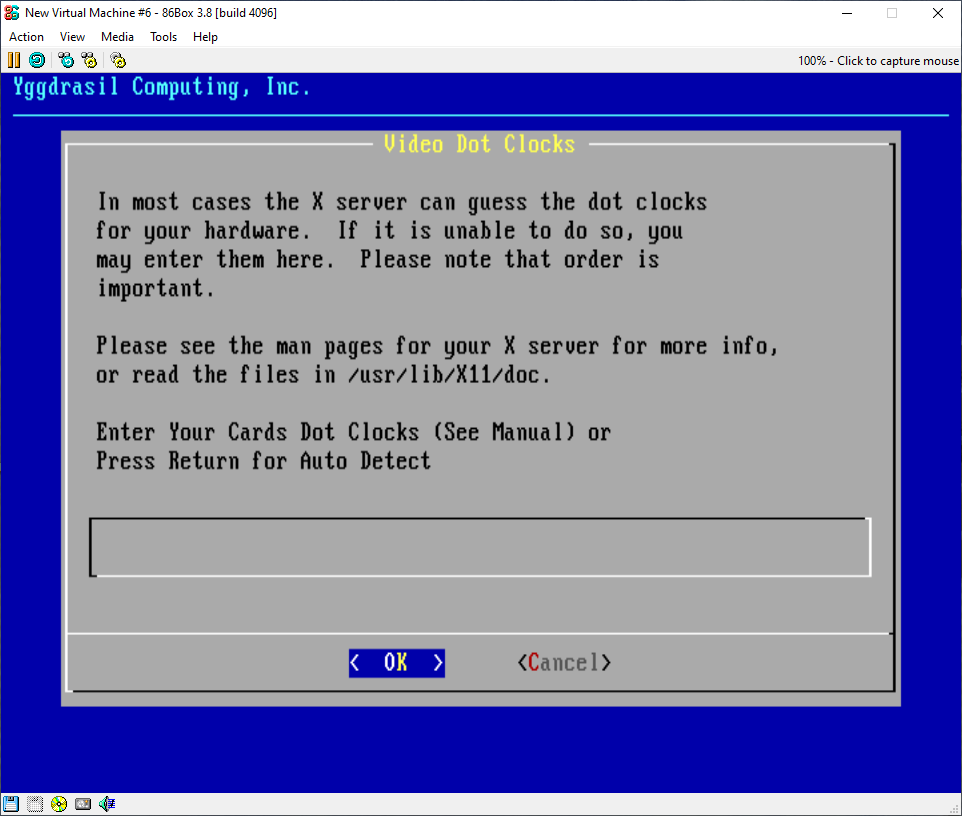 New Virtual Machine #6 - 86Box 3.8 [build 4096]
Action View Media Tools Help
100% - Click to capture mouse
Yggdrasil Computing, Inc.
Video Dot Clocks
In most cases the X server can guess the dot clocks
for your hardware.  If it is unable to do so, you
may enter them here.  Please note that order is
important.
Please see the man pages for your X server for more info,
or read the files in /usr/lib/X11/doc.
Enter Your Cards Dot Clocks (See Manual) or
Press Return for Auto Detect
<  OK  > <Cancel>